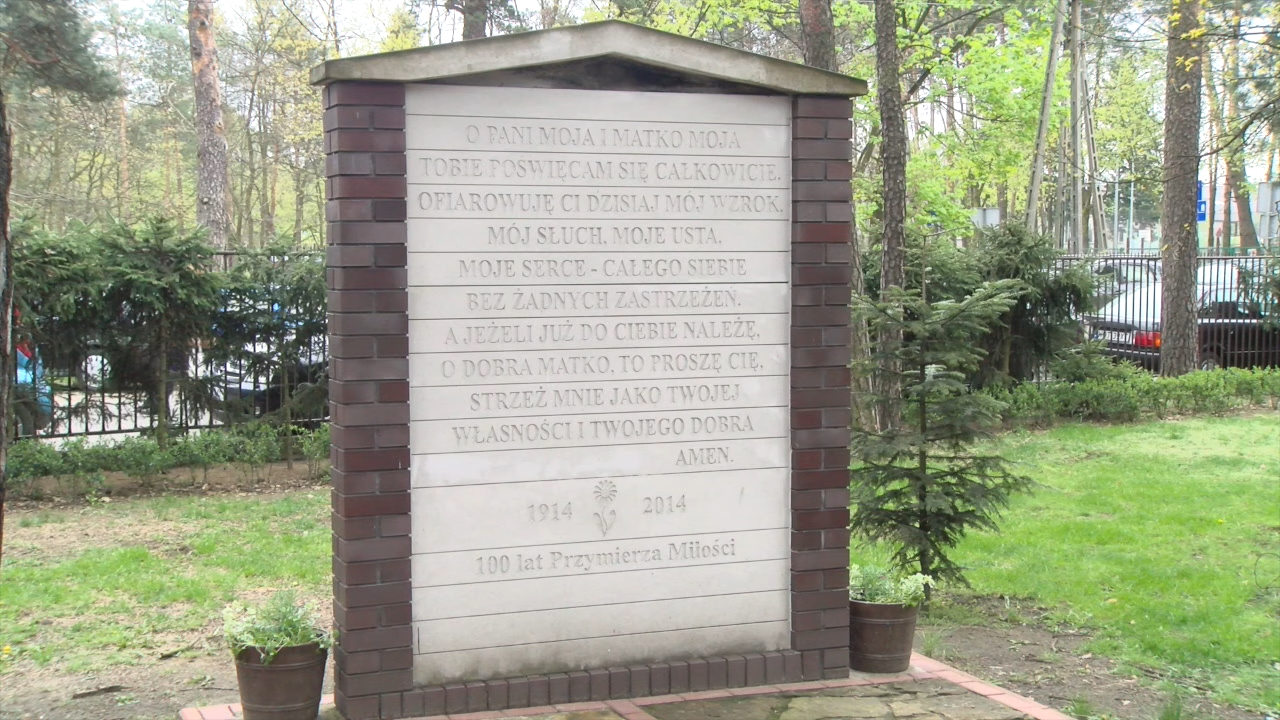 O PANI MOJA I MATKO MOJA
TOBIE POŚWIĘCAM SIĘ CAŁKOWICIE.
OFIAROWUJĘ CI DZISIAJ MÓJ WZROK,
MÓJ SŁUCH, MOJE USTA,
MOJE SERCE - CAŁEGO SIEBIE
BEZ ŻADNYCH ZASTRZEŻEŃ.
A JEŻELI JUŻ DO CIEBIE NALEŻĘ,
O DOBRA MATKO, TO PROSZĘ CIĘ,
STRZEŻ MNIE JAKO TWOJEJ
WŁASNOŚCI I TWOJEGO DOBRA
AMEN.
1914 2014
100 lat Przymierza Miłości